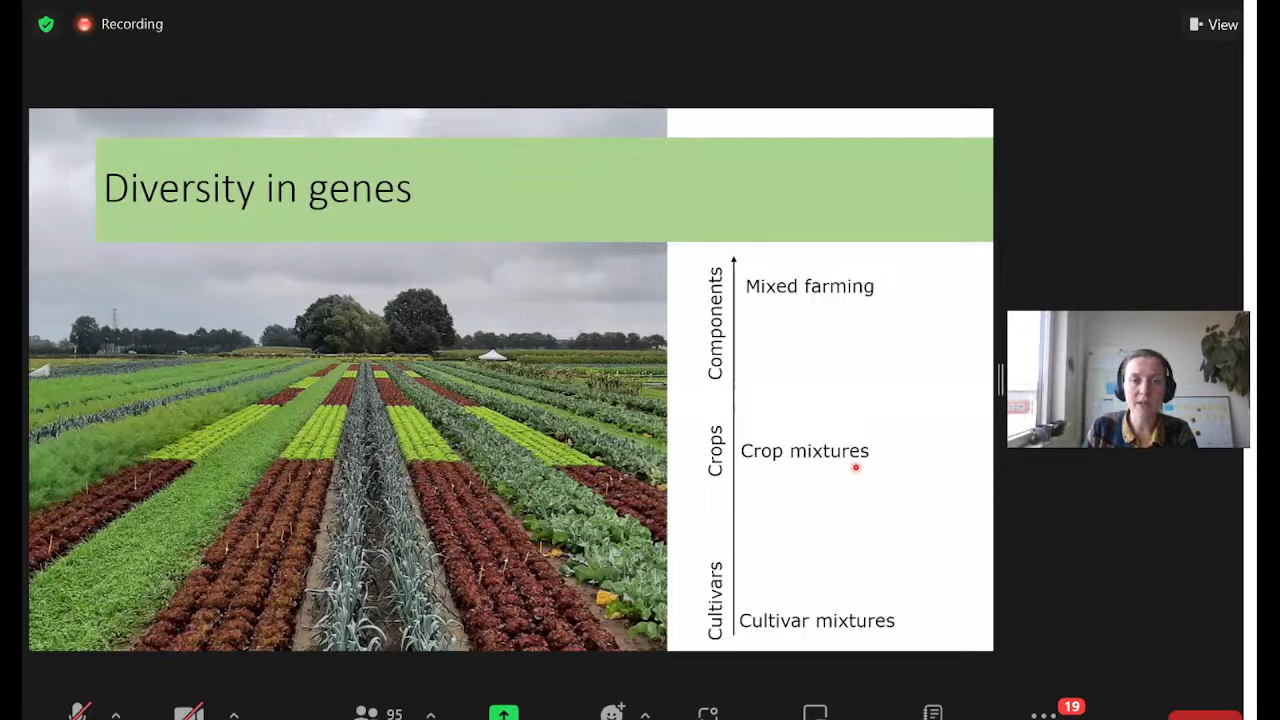 Recording
View
Diversity in genes
Components
Mixed farming
Crops
Crop mixtures
Cultivars
Cultivar mixtures
95
19